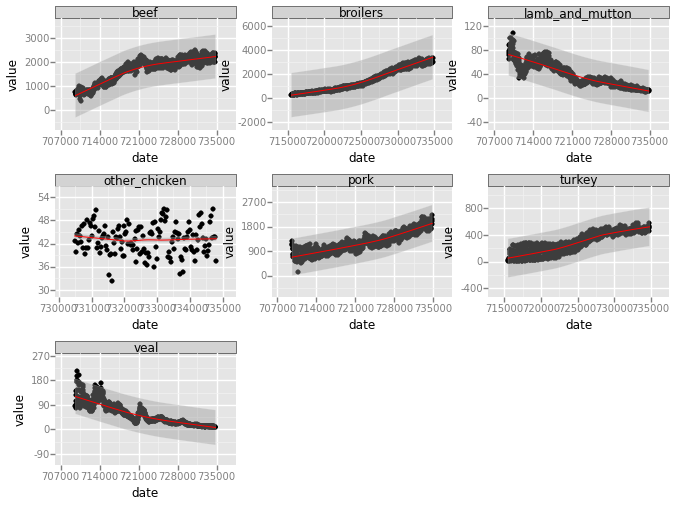 beef
broilers
lamb_and_mutton
3000
2000
1000
0
value
707000 714000 721000 728000 735000
date
6000
4000
2000
0
-2000
value
715000 720000 725000 730000 735000
date
120
80
40
0
-40
value
707000 714000 721000 728000 735000
date
other_chicken
pork
turkey
54
48
42
36
30
value
730000 731000 732000 733000 734000 735000
date
2700
1800
900
0
value
707000 714000 721000 728000 735000
date
800
400
0
-400
value
715000 720000 725000 730000 735000
date
veal
270
180
90
0
-90
value
707000 714000 721000 728000 735000
date